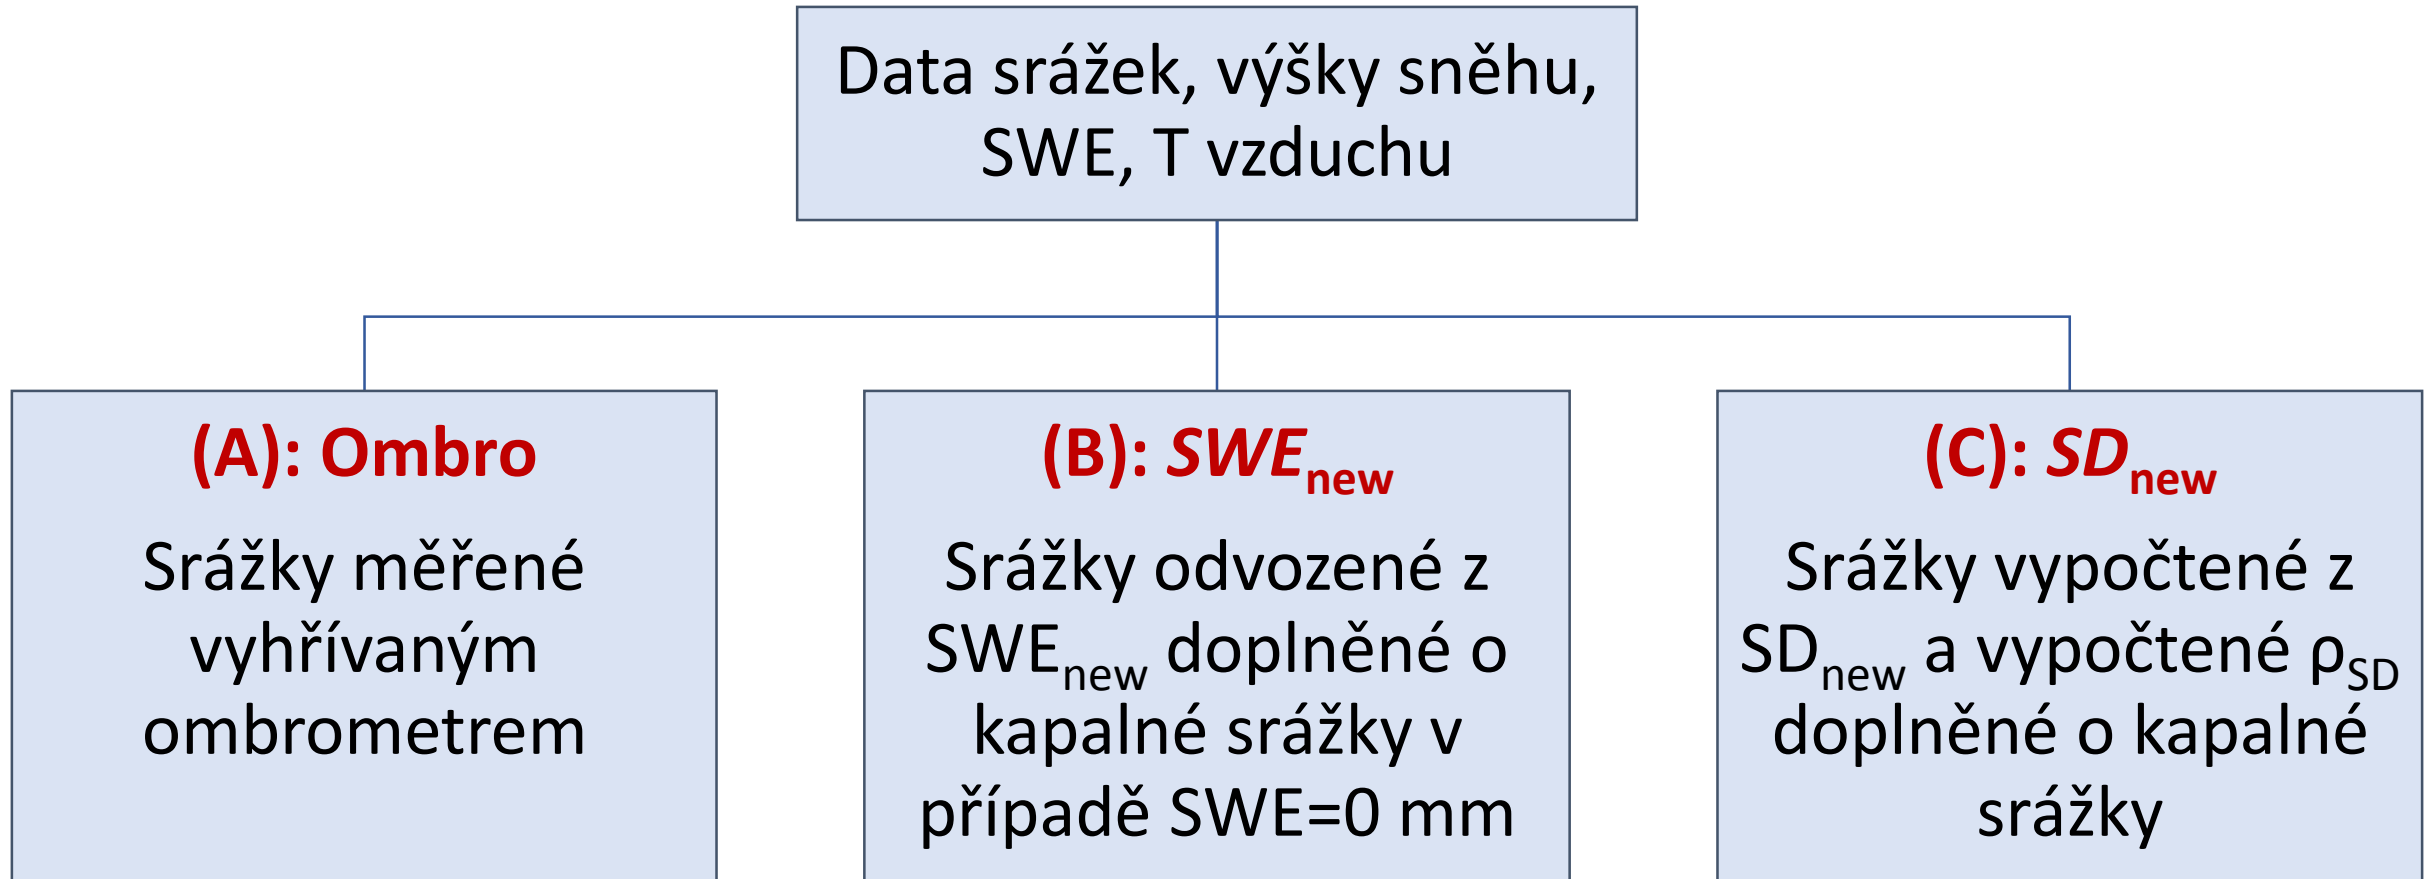 Data srážek, výšky sněhu,
SWE, T vzduchu
(A): Ombro
Srážky měřené
vyhřívaným
ombrometrem
(B): SWEnew
Srážky odvozené z
SWEnew doplněné o
kapalné srážky v
případě SWE=0 mm
(C): SDnew
Srážky vypočtené z
SDnew a vypočtené ρSD
doplněné o kapalné
srážky